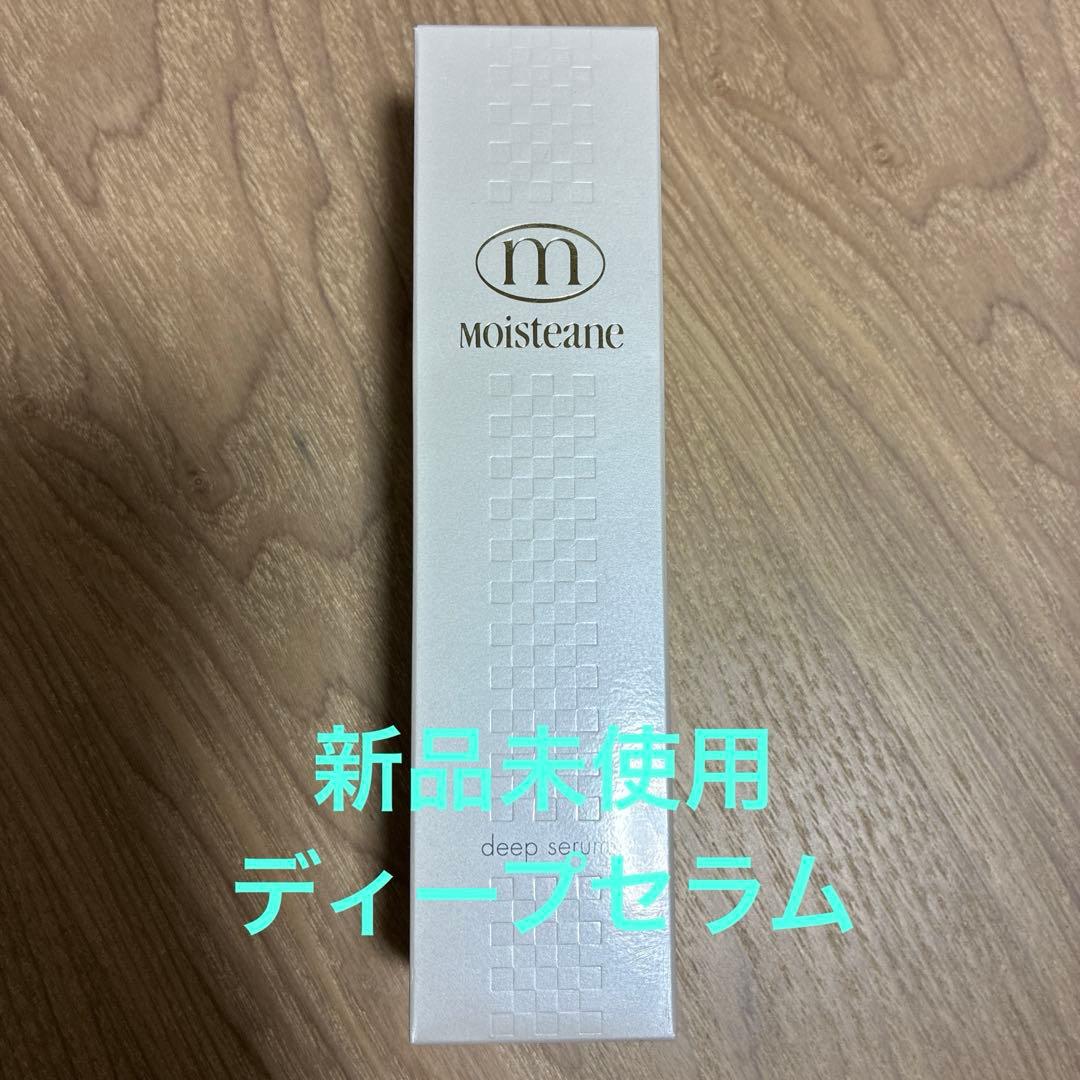 m
Moisteane
新品未使用
deep serum
ディープセラム